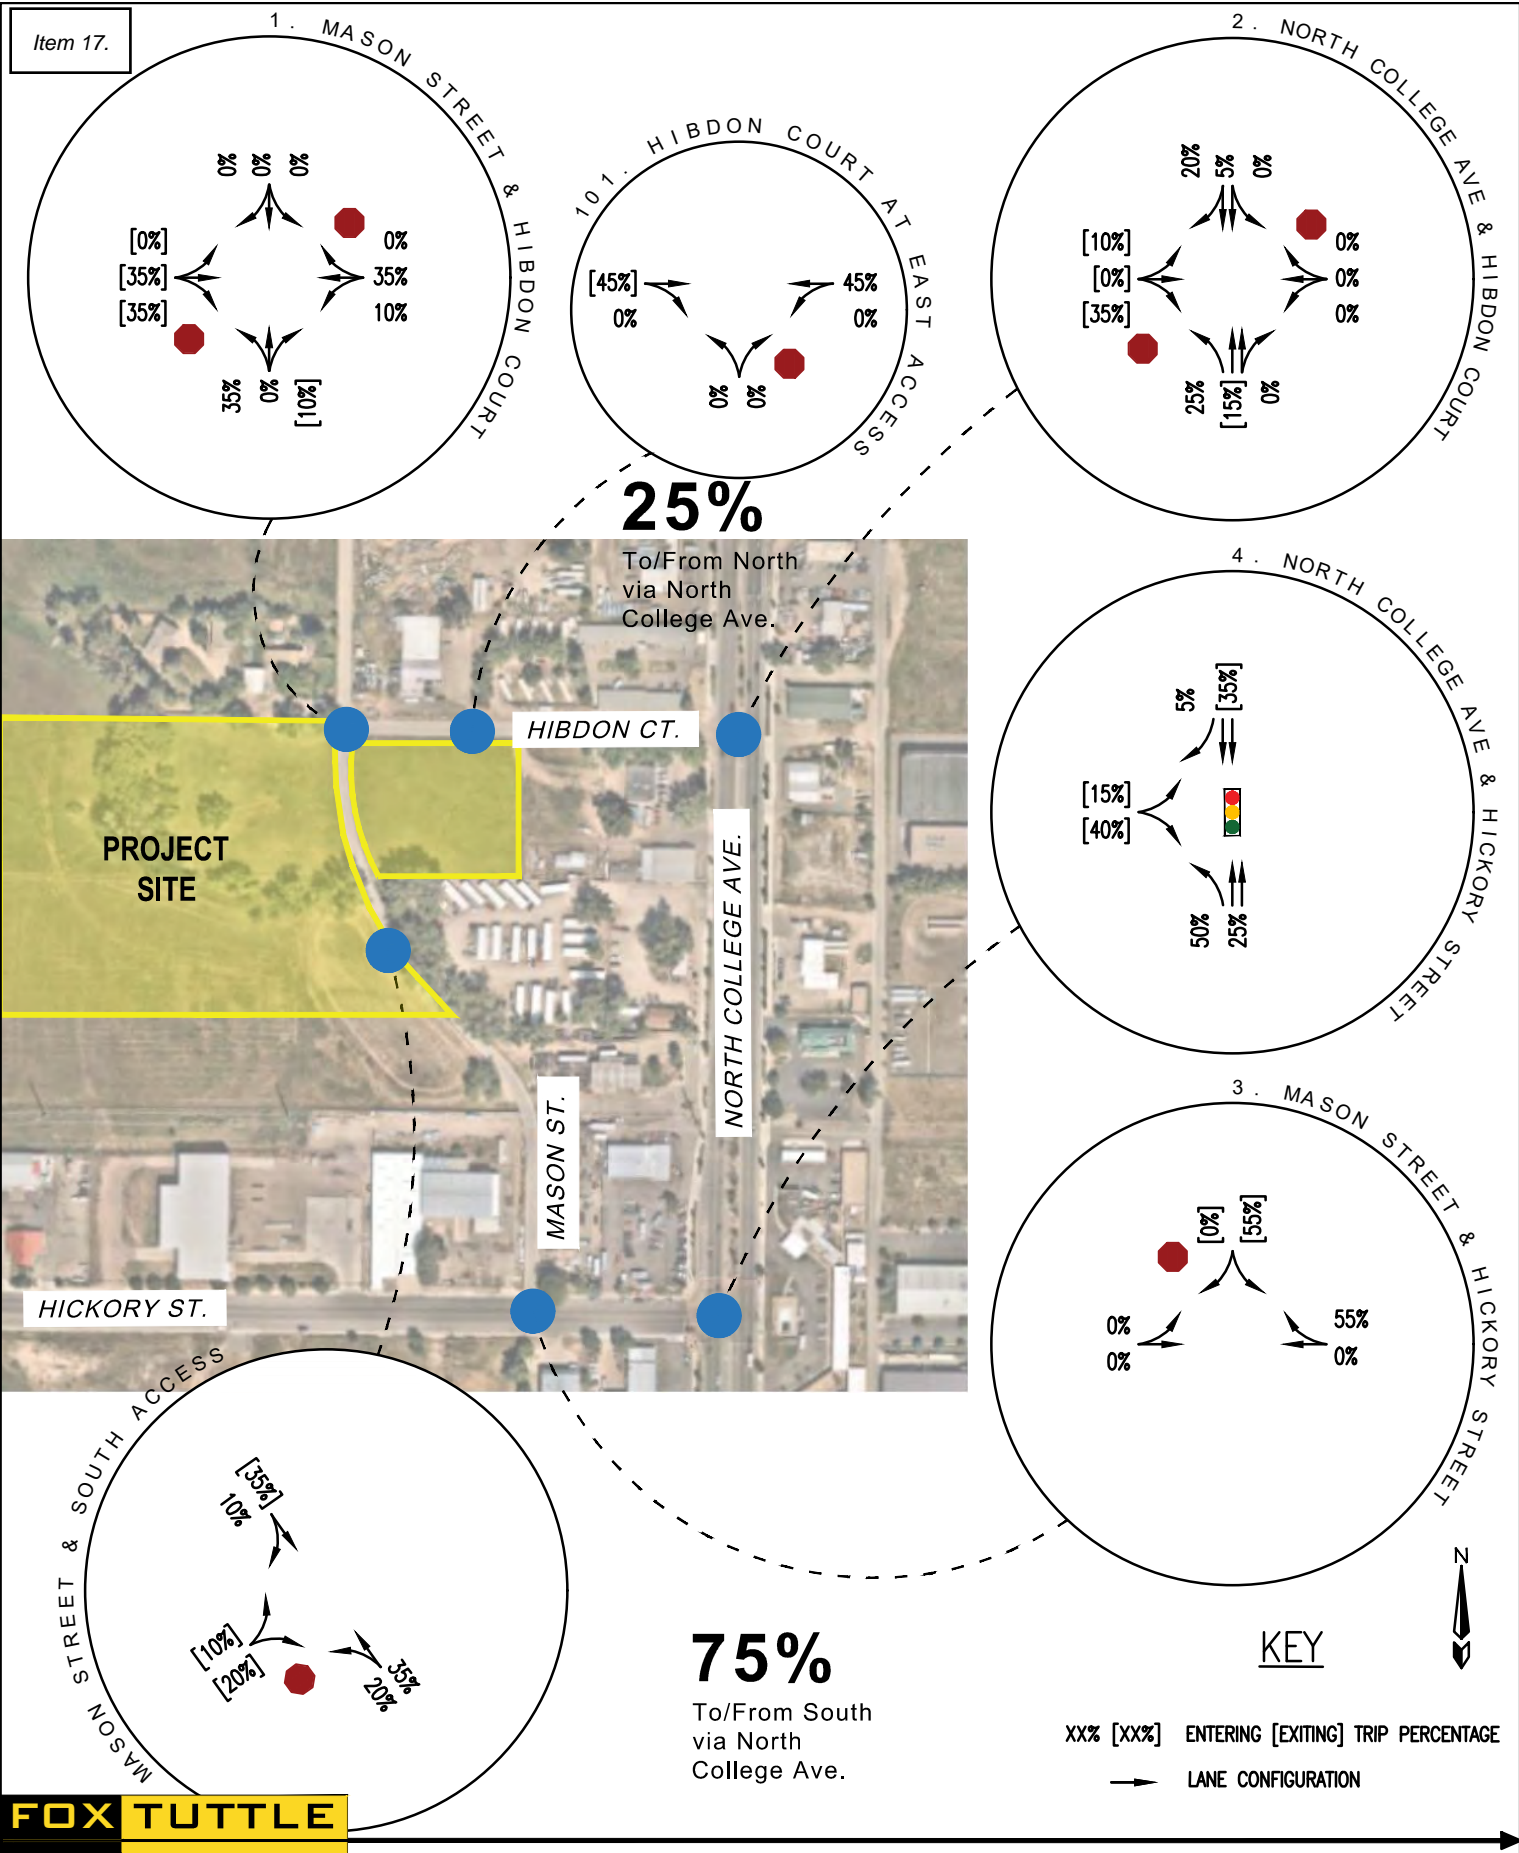 Item 17.
1. MASON STREET & HIBDON COURT
0% 0% 0%
[0%]
[35%]
[35%]
0%
35%
10%
35% 0% [10%]
101. HIBDON COURT AT EAST ACCESS
[45%]
0%
45%
0%
0% 0%
2. NORTH COLLEGE AVE & HIBDON COURT
20% 5% 0%
[10%]
[0%]
[35%]
0%
0%
0%
25% [15%] 0%
25%
To/From North
via North
College Ave.
4. NORTH COLLEGE AVE & HICKORY STREET
5% [35%]
[15%]
[40%]
50% 25%
HIBDON CT.
PROJECT
SITE
NORTH COLLEGE AVE.
MASON ST.
HICKORY ST.
3. MASON STREET & HICKORY STREET
[0%] [55%]
0%
0%
55%
0%
MASON STREET & SOUTH ACCESS
[35%]
10%
[10%]
[20%]
35%
20%
75%
To/From South
via North
College Ave.
N
KEY
XX% [XX%] ENTERING [EXITING] TRIP PERCENTAGE
LANE CONFIGURATION
FOX TUTTLE